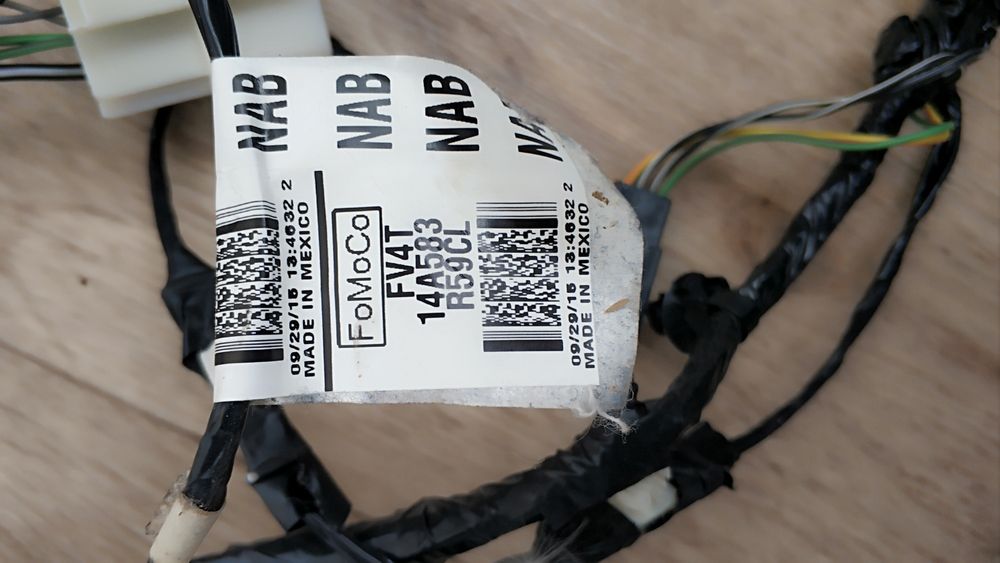 NAB NAB NAB NA
09/29/15 13:4632 2
MADE IN MEXICO
FoMoCo
FV4T
14A583
R59CL
09/29/15 13:4632 2
MADE IN MEXICO